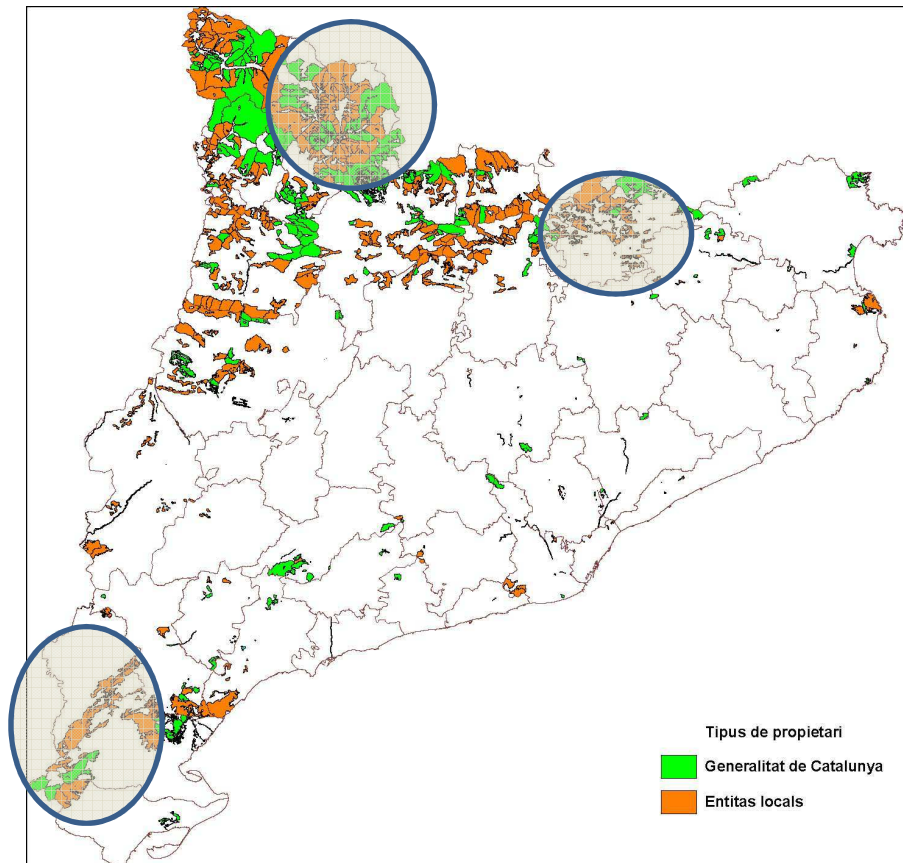 Tipus de propietari
Generalitat de Catalunya
Entitas locals